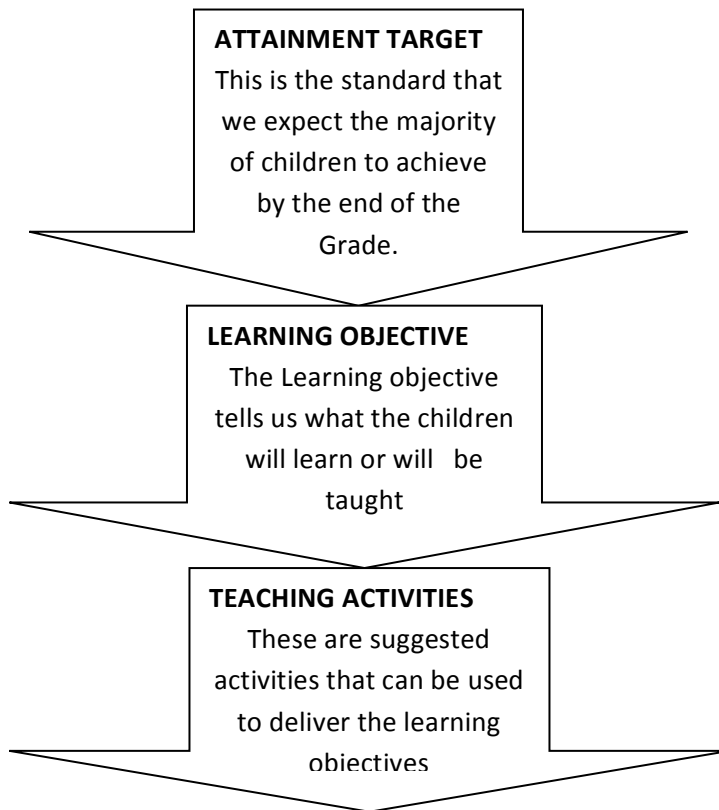 ATTAINMENT TARGET
This is the standard that
we expect the majority
of children to achieve
by the end of the
Grade.
LEARNING OBJECTIVE
The Learning objective
tells us what the children
will learn or will be
taught
TEACHING ACTIVITIES
These are suggested
activities that can be used
to deliver the learning
objectives